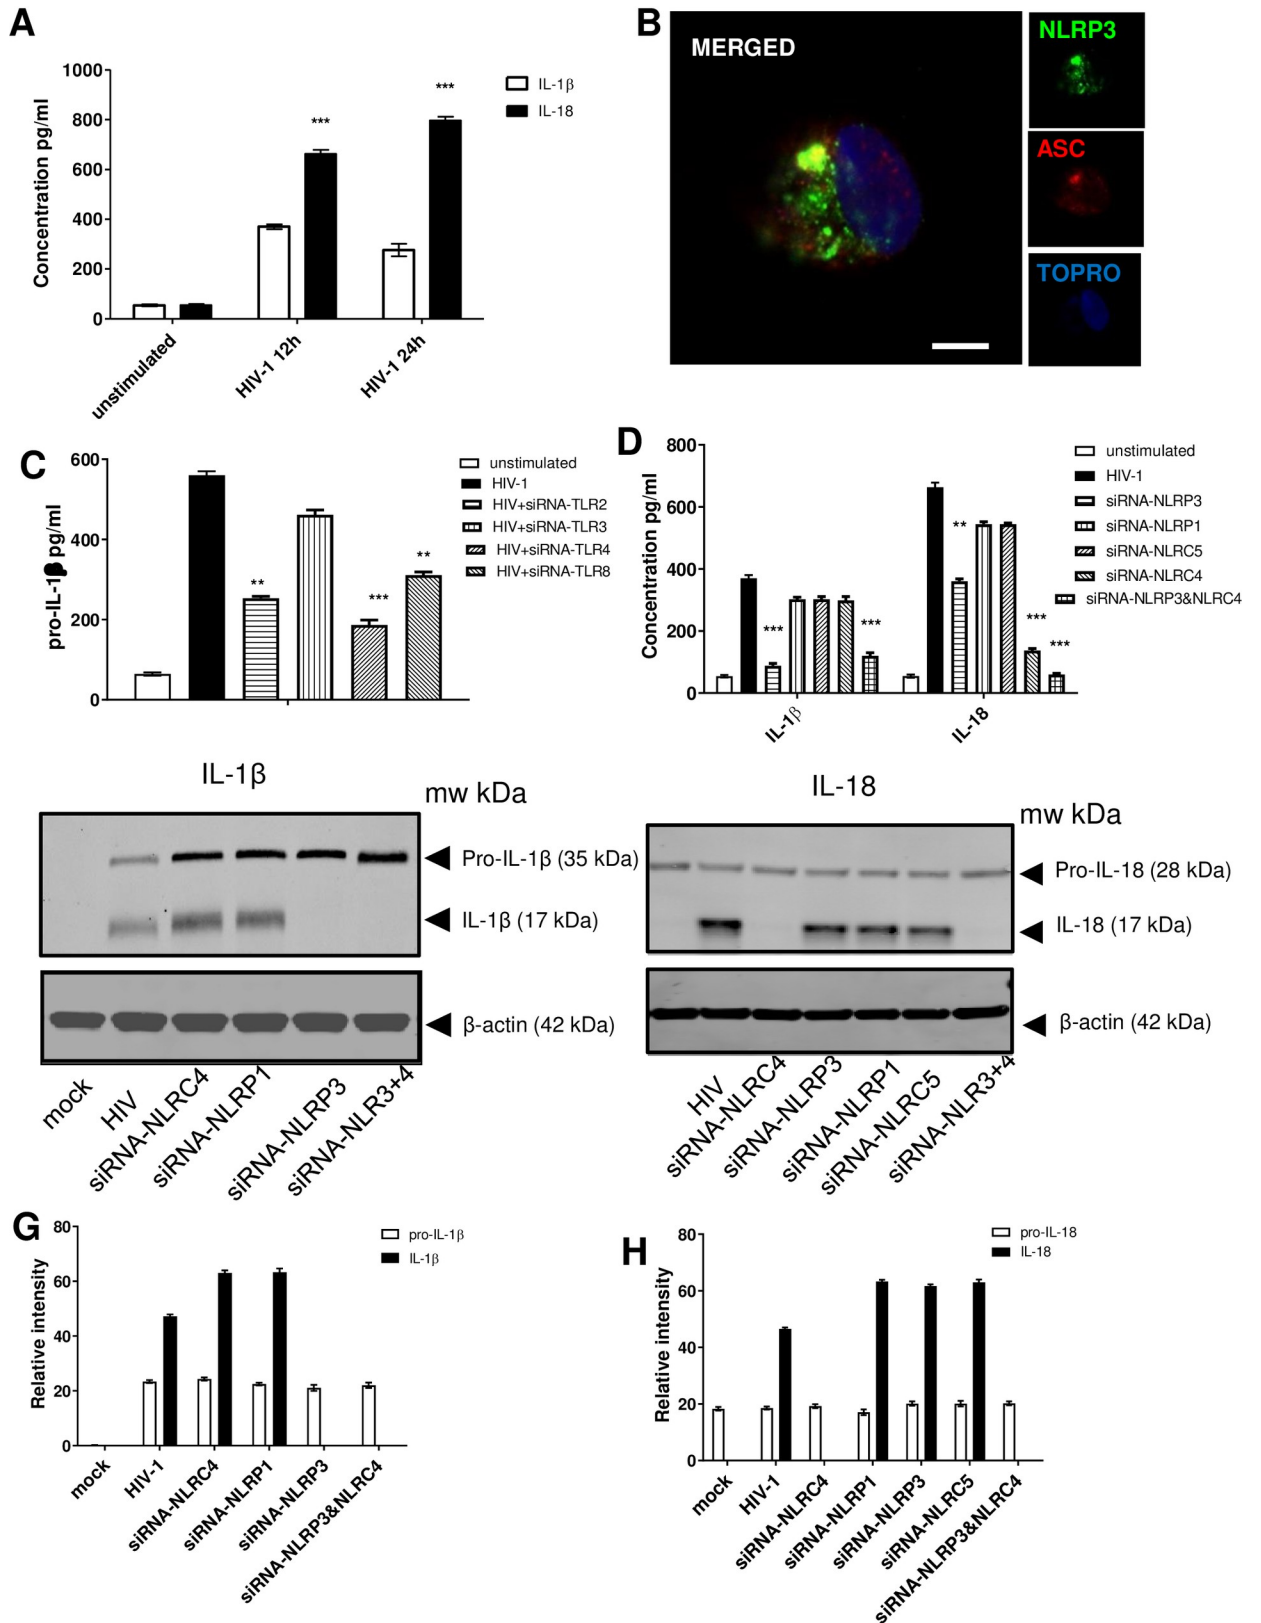 A
1000
800
600
400
200
0
Concentration pg/ml
***
***
IL-1β
IL-18
unstimulated
HIV-1 12h
HIV-1 24h
B
MERGED
NLRP3
ASC
TOPRO
C
600
400
200
0
pro-IL-1β pg/ml
**
***
**
unstimulated
HIV-1
HIV+siRNA-TLR2
HIV+siRNA-TLR3
HIV+siRNA-TLR4
HIV+siRNA-TLR8
D
800
600
400
200
0
Concentration pg/ml
***
***
**
***
***
unstimulated
HIV-1
siRNA-NLRP3
siRNA-NLRP1
siRNA-NLRC5
siRNA-NLRC4
siRNA-NLRP3&NLRC4
IL-1β
IL-18
IL-1β
mw kDa
Pro-IL-1β (35 kDa)
IL-1β (17 kDa)
β-actin (42 kDa)
mock
HIV
siRNA-NLRC4
siRNA-NLRP1
siRNA-NLRP3
siRNA-NLR3+4
IL-18
mw kDa
Pro-IL-18 (28 kDa)
IL-18 (17 kDa)
β-actin (42 kDa)
HIV
siRNA-NLRC4
siRNA-NLRP3
siRNA-NLRP1
siRNA-NLRC5
siRNA-NLR3+4
G
80
60
40
20
0
Relative intensity
pro-IL-1β
IL-1β
mock
HIV-1
siRNA-NLRC4
siRNA-NLRP1
siRNA-NLRP3
siRNA-NLRP3&NLRC4
H
80
60
40
20
0
Relative intensity
pro-IL-18
IL-18
mock
HIV-1
siRNA-NLRC4
siRNA-NLRP1
siRNA-NLRP3
siRNA-NLRC5
siRNA-NLRP3&NLRC4